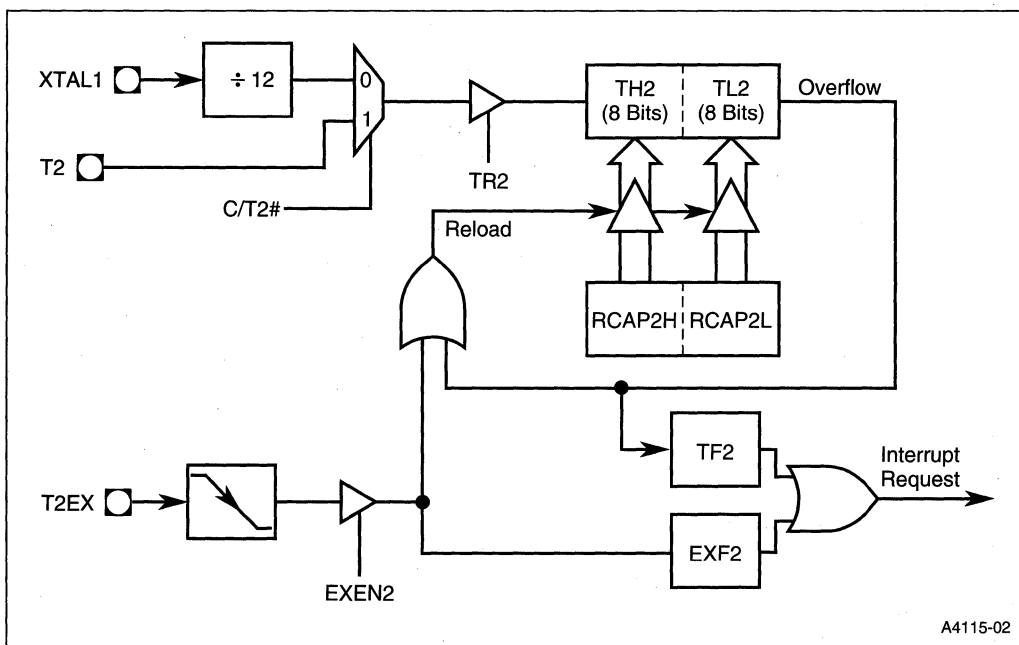 XTAL1
÷ 12
0
1
T2
C/T2#
TR2
TH2
(8 Bits)
TL2
(8 Bits)
Overflow
Reload
RCAP2H
RCAP2L
T2EX
EXEN2
TF2
EXF2
Interrupt
Request
A4115-02